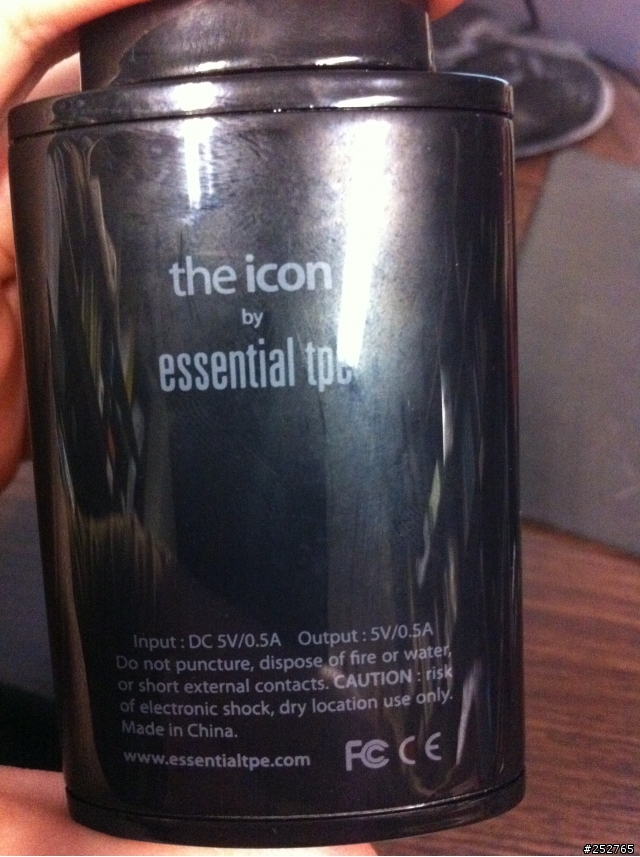 the icon
by
essential tpe
Input : DC 5V/0.5A Output : 5V/0.5A
Do not puncture, dispose of fire or water,
or short external contacts. CAUTION : risk
of electronic shock, dry location use only.
Made in China.
www.essentialtpe.com FC CE
#252765